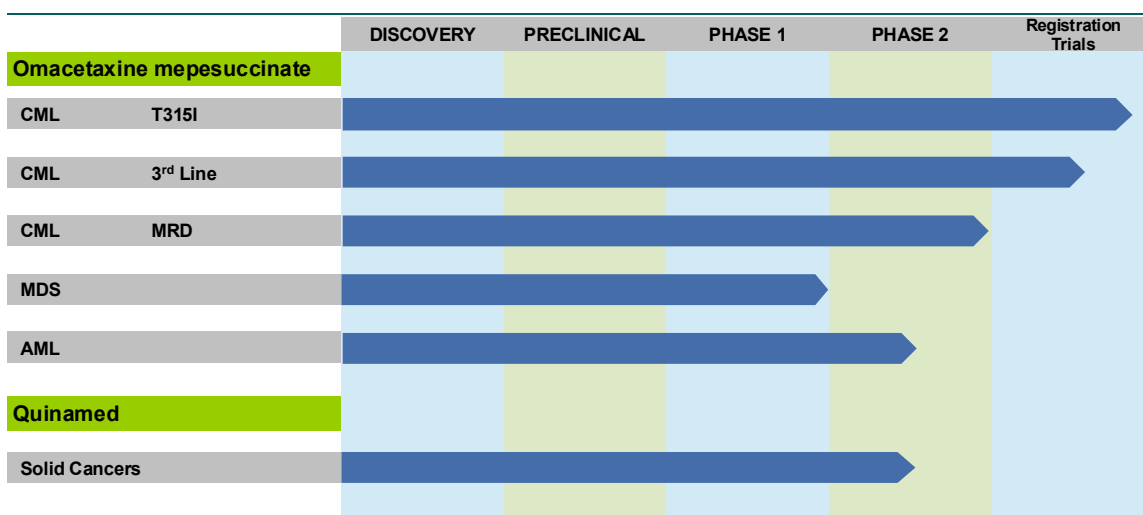 DISCOVERY PRECLINICAL PHASE 1 PHASE 2 Registration
Trials
Omacetaxine mepesuccinate
CML T315I
CML 3rd Line
CML MRD
MDS
AML
Quinamed
Solid Cancers